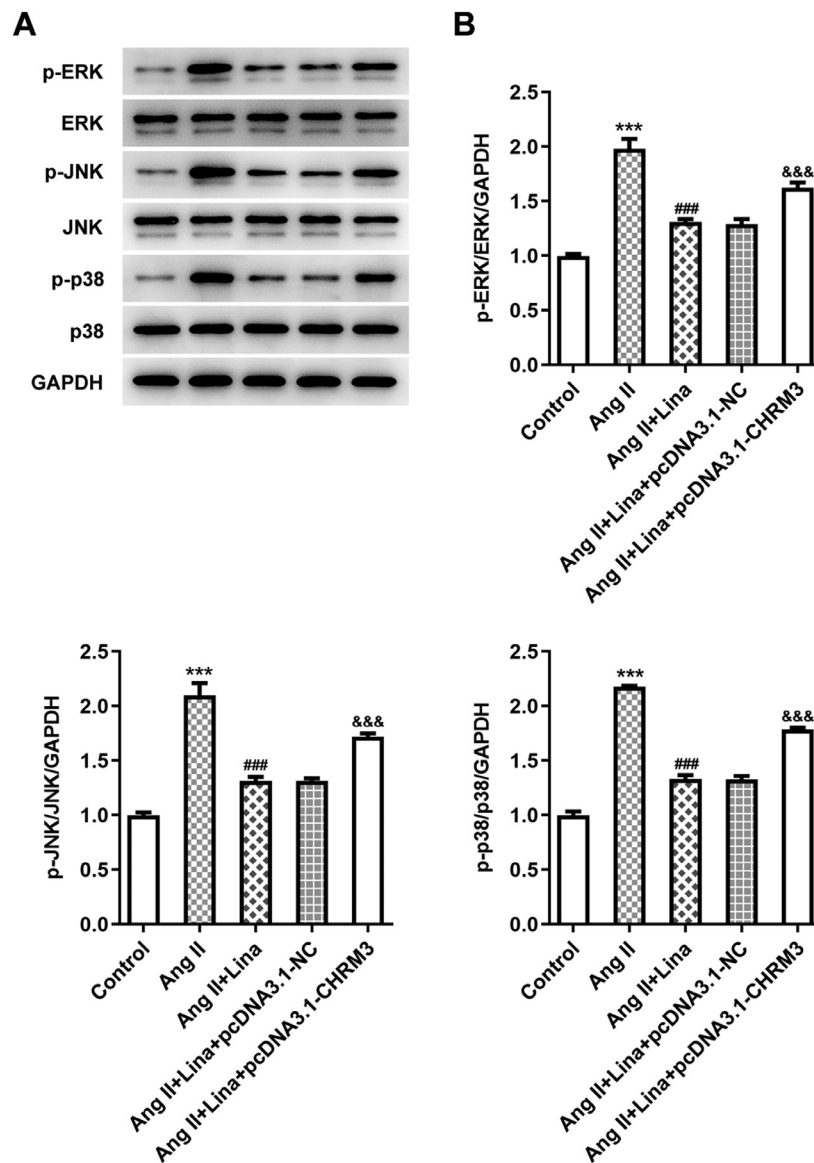 A
p-ERK
ERK
p-JNK
JNK
p-p38
p38
GAPDH
B
p-ERK/ERK/GAPDH
2.5
2.0
1.5
1.0
0.5
0.0
***
###
&&&
Control
Ang II
Ang II+Lina
Ang II+Lina+pcDNA3.1-NC
Ang II+Lina+pcDNA3.1-CHRM3
p-JNK/JNK/GAPDH
2.5
2.0
1.5
1.0
0.5
0.0
***
###
&&&
Control
Ang II
Ang II+Lina
Ang II+Lina+pcDNA3.1-NC
Ang II+Lina+pcDNA3.1-CHRM3
p-p38/p38/GAPDH
2.5
2.0
1.5
1.0
0.5
0.0
***
###
&&&
Control
Ang II
Ang II+Lina
Ang II+Lina+pcDNA3.1-NC
Ang II+Lina+pcDNA3.1-CHRM3